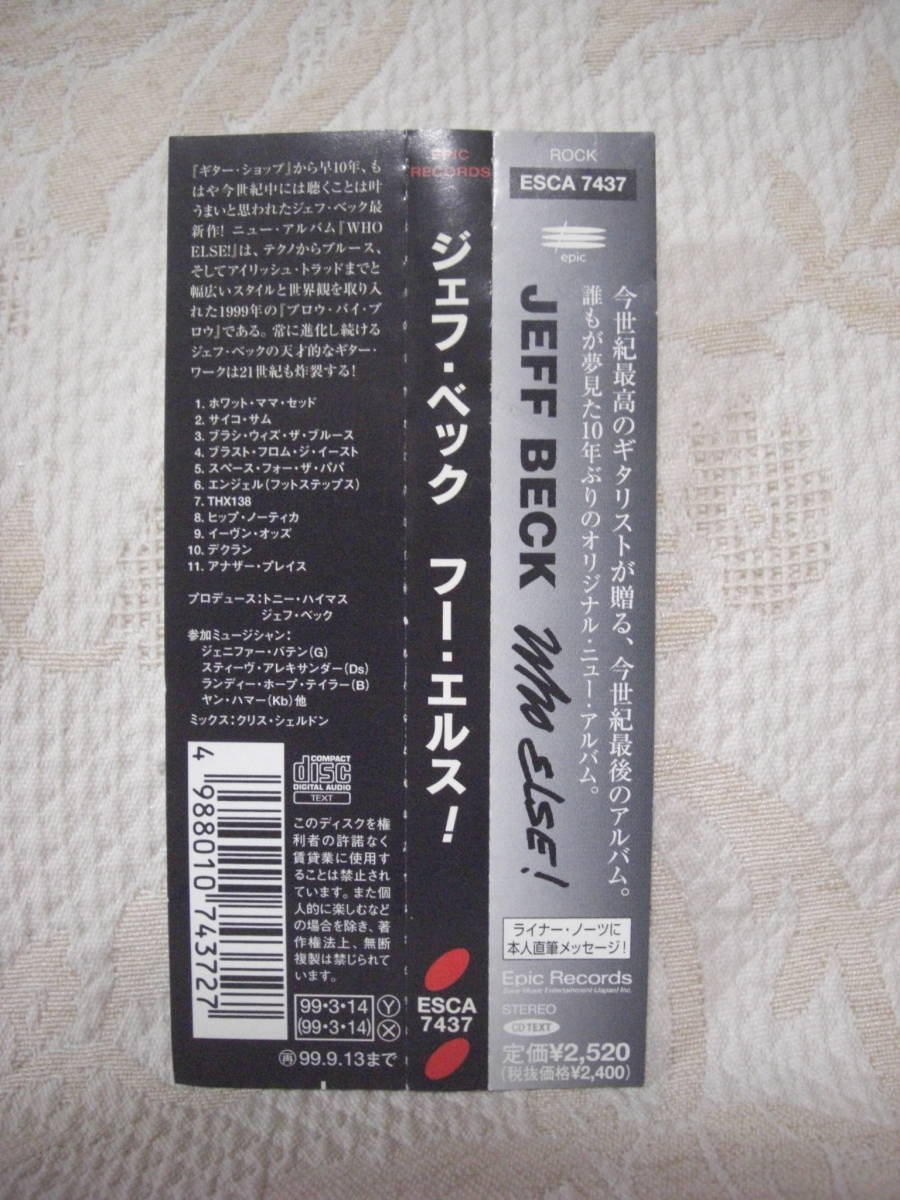 『ギター・ショップ』から早10年、も
はや今世紀中には聴くことは叶
うまいと思われたジェフ・ベック最
新作! ニュー・アルバム『WHO
ELSE!』は、テクノからブルース、
そしてアイリッシュ・トラッドまでと
幅広いスタイルと世界観を取り入
れた1999年の『ブロウ・バイ・ブ
ロウ』である。常に進化し続ける
ジェフ・ベックの天才的なギター・
ワークは21世紀も炸裂する!
1. ホワット・ママ・セッド
2. サイコ・サム
3. ブラシ・ウィズ・ザ・ブルース
4. ブラスト・フロム・ジ・イースト
5. スペース・フォー・ザ・パパ
6. エンジェル(フットステップス)
7. THX138
8. ヒップ・ノーティカ
9. イーヴン・オッズ
10. デクラン
11. アナザー・プレイス
プロデュース:トニー・ハイマス
ジェフ・ベック
参加ミュージシャン:
ジェニファー・バテン(G)
スティーヴ・アレキサンダー(Ds)
ランディー・ホープ・テイラー(B)
ヤン・ハマー(Kb)他
ミックス:クリス・シェルドン
4 988010 743727
COMPACT
disc
DIGITAL AUDIO
TEXT
このディスクを権
利者の許諾なく
賃貸業に使用す
ることは禁止され
ています。また個
人的に楽しむなど
の場合を除き、著
作権法上、無断
複製は禁じられて
います。
99・3・14 Y
(99・3・14) X
再 99.9.13まで
EPIC
RECORDS
ジェフ・ベック フー・エルス!
ESCA
7437
ROCK
ESCA 7437
epic
今世紀最高のギタリストが贈る、今世紀最後のアルバム。
誰もが夢見た10年ぶりのオリジナル・ニュー・アルバム。
JEFF BECK WHO ELSE!
ライナー・ノーツに
本人直筆メッセージ!
Epic Records
Sony Music Entertainment (Japan) Inc.
STEREO
CD TEXT
定価¥2,520
(税抜価格¥2,400)